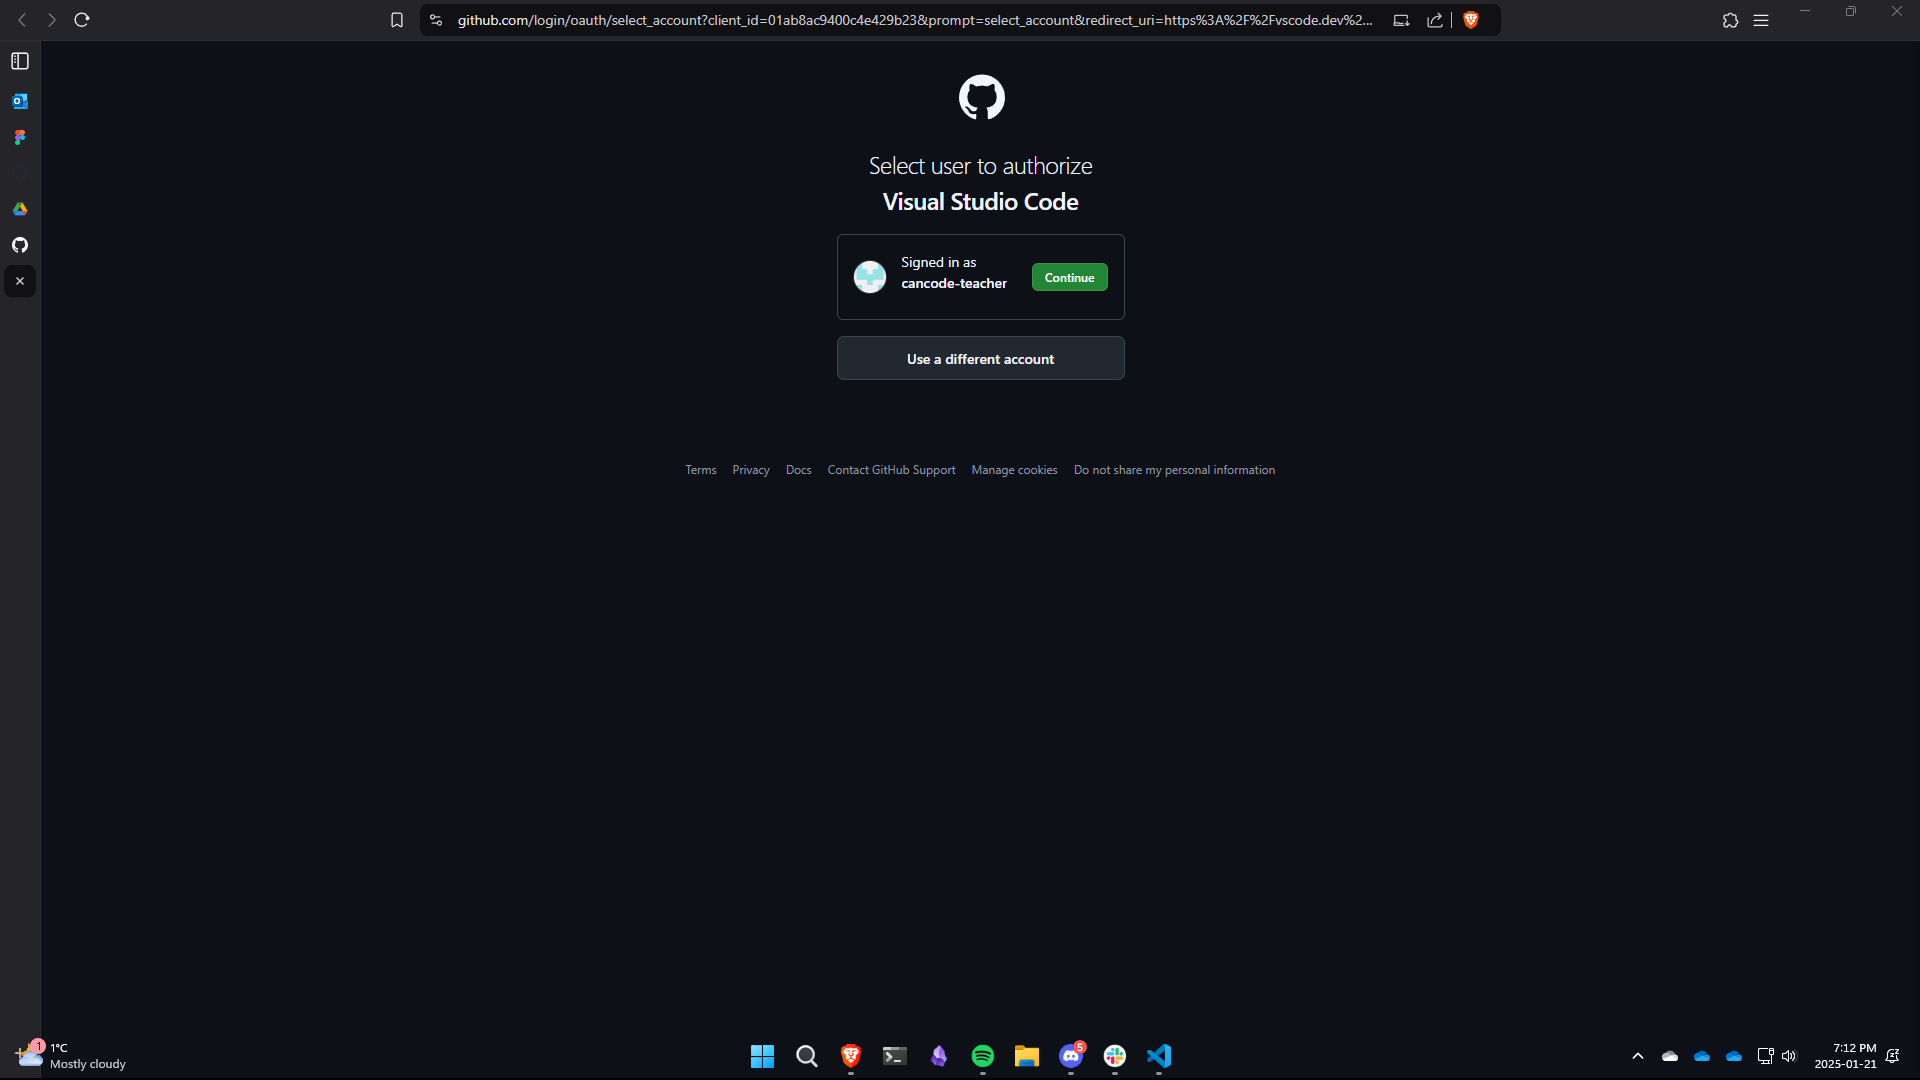 github.com/login/oauth/select_account?client_id=01ab8ac9400c4e429b23&prompt=select_account&redirect_uri=https%3A%2F%2Fvscode.dev%2...
Select user to authorize
Visual Studio Code
Signed in as
cancode-teacher
Continue
Use a different account
Terms Privacy Docs Contact GitHub Support Manage cookies Do not share my personal information
1
1°C
Mostly cloudy
5
7:12 PM
2025-01-21